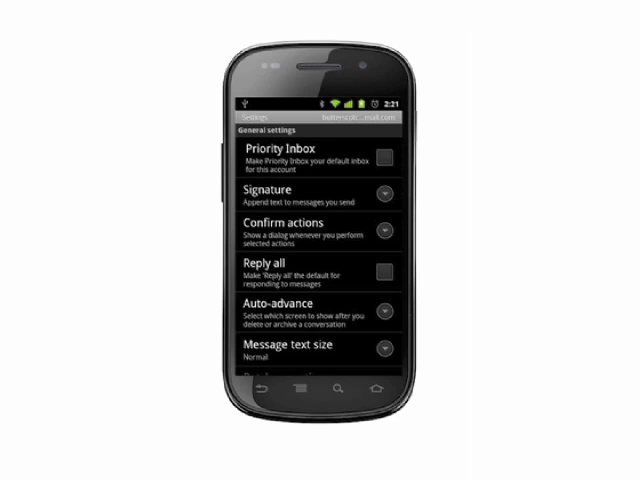 2:21
Settings
General settings
Priority Inbox
Make Priority Inbox your default inbox
for this account
Signature
Append text to messages you send
Confirm actions
Show a dialog whenever you perform
selected actions
Reply all
Make 'Reply all' the default for
responding to messages
Auto-advance
Select which screen to show after you
delete or archive a conversation
Message text size
Normal